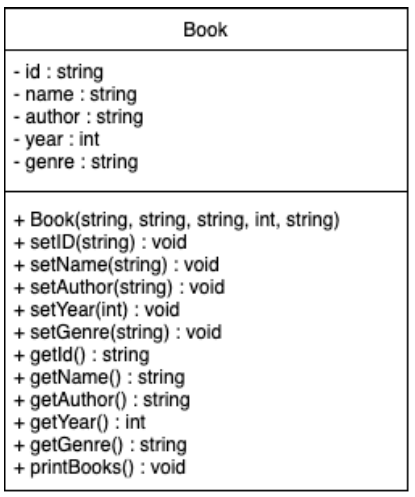 Book
- id : string
- name : string
- author : string
- year : int
- genre : string
+ Book(string, string, string, int, string)
+ setID(string) : void
+ setName(string) : void
+ setAuthor(string) : void
+ setYear(int) : void
+ setGenre(string) : void
+ getId() : string
+ getName() : string
+ getAuthor() : string
+ getYear() : int
+ getGenre() : string
+ printBooks() : void